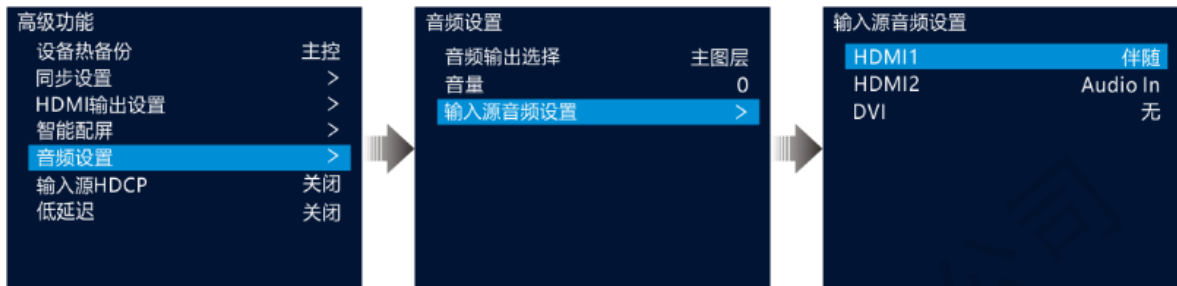 高级功能
设备热备份 主控
同步设置 >
HDMI输出设置 >
智能配屏 >
音频设置 >
输入源HDCP 关闭
低延迟 关闭
音频设置
音频输出选择 主图层
音量 0
输入源音频设置 >
输入源音频设置
HDMI1 伴随
HDMI2 Audio In
DVI 无
公司